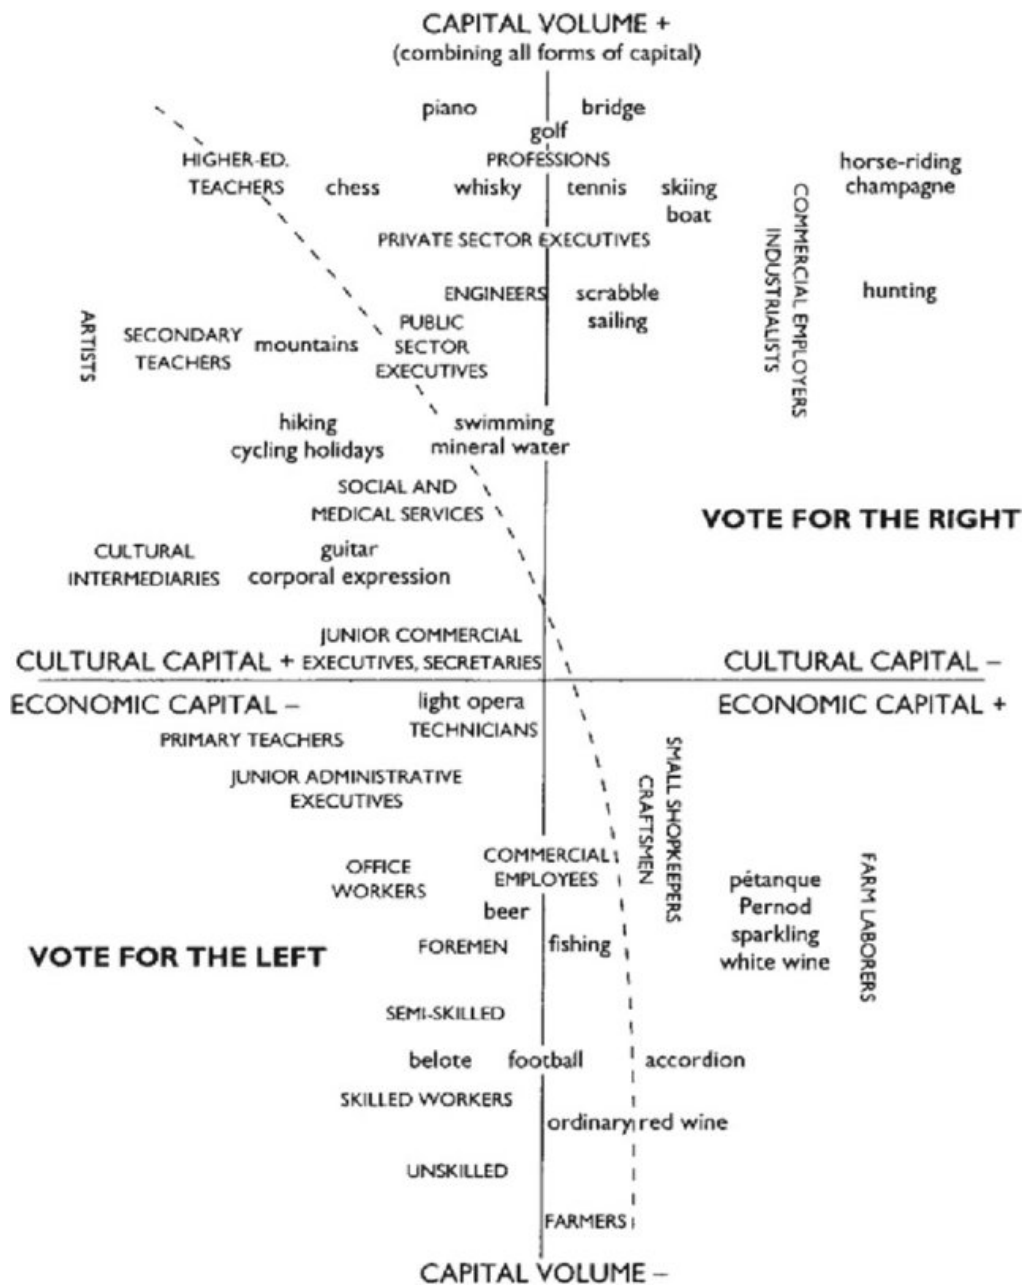 CAPITAL VOLUME +
(combining all forms of capital)
piano
bridge
golf
HIGHER-ED.
TEACHERS
PROFESSIONS
horse-riding
champagne
chess
whisky
tennis
skiing
boat
PRIVATE SECTOR EXECUTIVES
COMMERCIAL EMPLOYERS
INDUSTRIALISTS
ENGINEERS
scrabble
sailing
hunting
ARTISTS
SECONDARY
TEACHERS
mountains
PUBLIC
SECTOR
EXECUTIVES
hiking
cycling holidays
swimming
mineral water
SOCIAL AND
MEDICAL SERVICES
VOTE FOR THE RIGHT
CULTURAL
INTERMEDIARIES
guitar
corporal expression
JUNIOR COMMERCIAL
EXECUTIVES, SECRETARIES
CULTURAL CAPITAL +
CULTURAL CAPITAL –
ECONOMIC CAPITAL –
ECONOMIC CAPITAL +
light opera
TECHNICIANS
PRIMARY TEACHERS
JUNIOR ADMINISTRATIVE
EXECUTIVES
SMALL SHOPKEEPERS
CRAFTSMEN
OFFICE
WORKERS
COMMERCIAL
EMPLOYEES
pétanque
Pernod
sparkling
white wine
FARM LABORERS
beer
VOTE FOR THE LEFT
FOREMEN
fishing
SEMI-SKILLED
belote
football
accordion
SKILLED WORKERS
ordinary red wine
UNSKILLED
FARMERS
CAPITAL VOLUME –